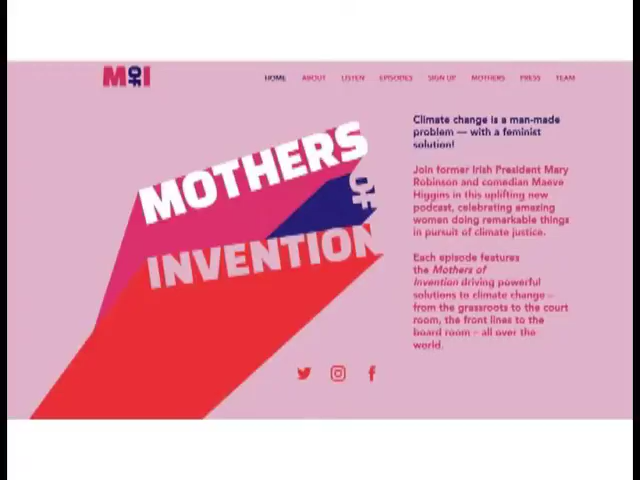 MOFI
HOME ABOUT LISTEN EPISODES SIGN UP MOTHERS PRESS TEAM
MOTHERS
OF
INVENTION
Climate change is a man-made
problem — with a feminist
solution!
Join former Irish President Mary
Robinson and comedian Maeve
Higgins in this uplifting new
podcast, celebrating amazing
women doing remarkable things
in pursuit of climate justice.
Each episode features
the Mothers of
Invention driving powerful
solutions to climate change –
from the grassroots to the court
room, the front lines to the
board room – all over the
world.